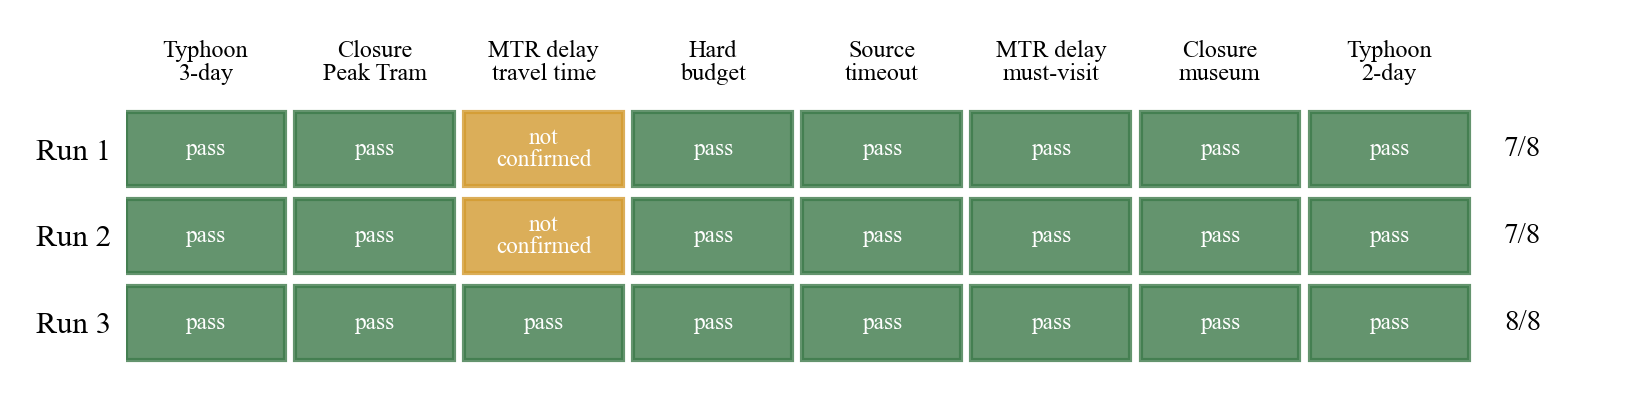 Typhoon
3-day
Closure
Peak Tram
MTR delay
travel time
Hard
budget
Source
timeout
MTR delay
must-visit
Closure
museum
Typhoon
2-day
Run 1 pass pass not confirmed pass pass pass pass pass 7/8
Run 2 pass pass not confirmed pass pass pass pass pass 7/8
Run 3 pass pass pass pass pass pass pass pass 8/8